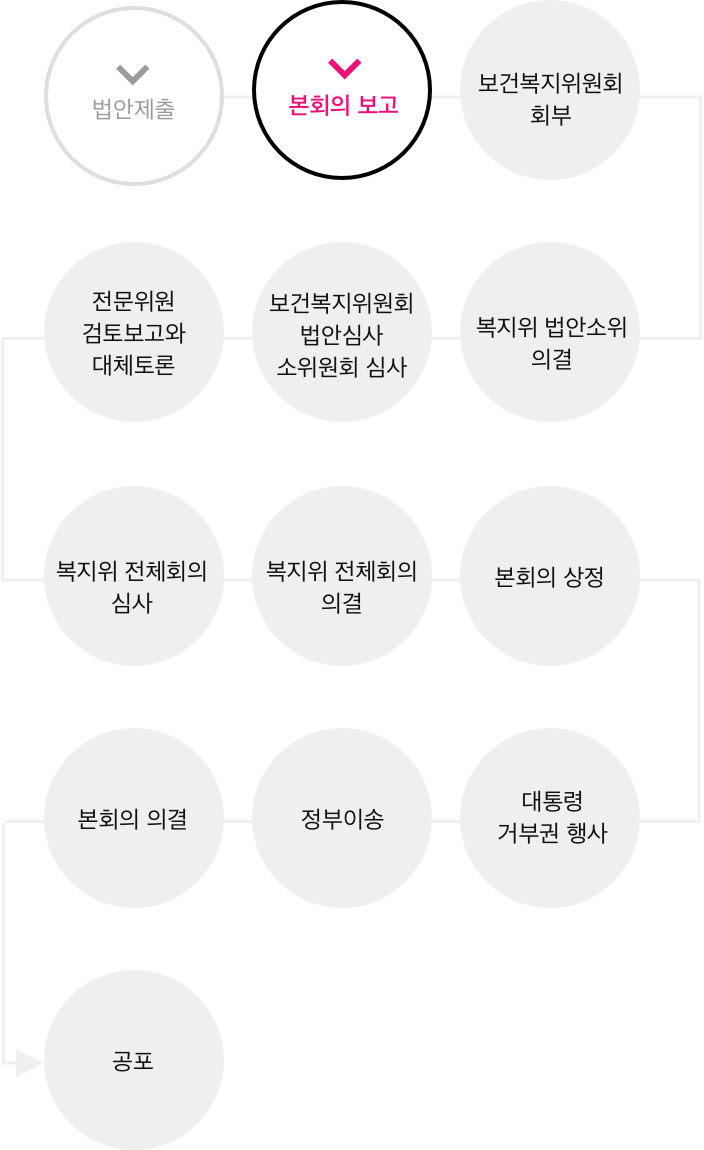 법안제출
본회의 보고
보건복지위원회
회부
전문위원
검토보고와
대체토론
보건복지위원회
법안심사
소위원회 심사
복지위 법안소위
의결
복지위 전체회의
심사
복지위 전체회의
의결
본회의 상정
본회의 의결
정부이송
대통령
거부권 행사
공포